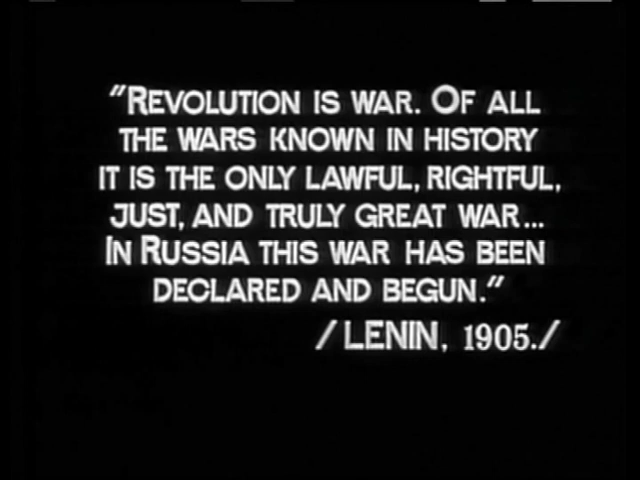 "REVOLUTION IS WAR. OF ALL
THE WARS KNOWN IN HISTORY
IT IS THE ONLY LAWFUL, RIGHTFUL,
JUST, AND TRULY GREAT WAR...
IN RUSSIA THIS WAR HAS BEEN
DECLARED AND BEGUN."
/LENIN, 1905./